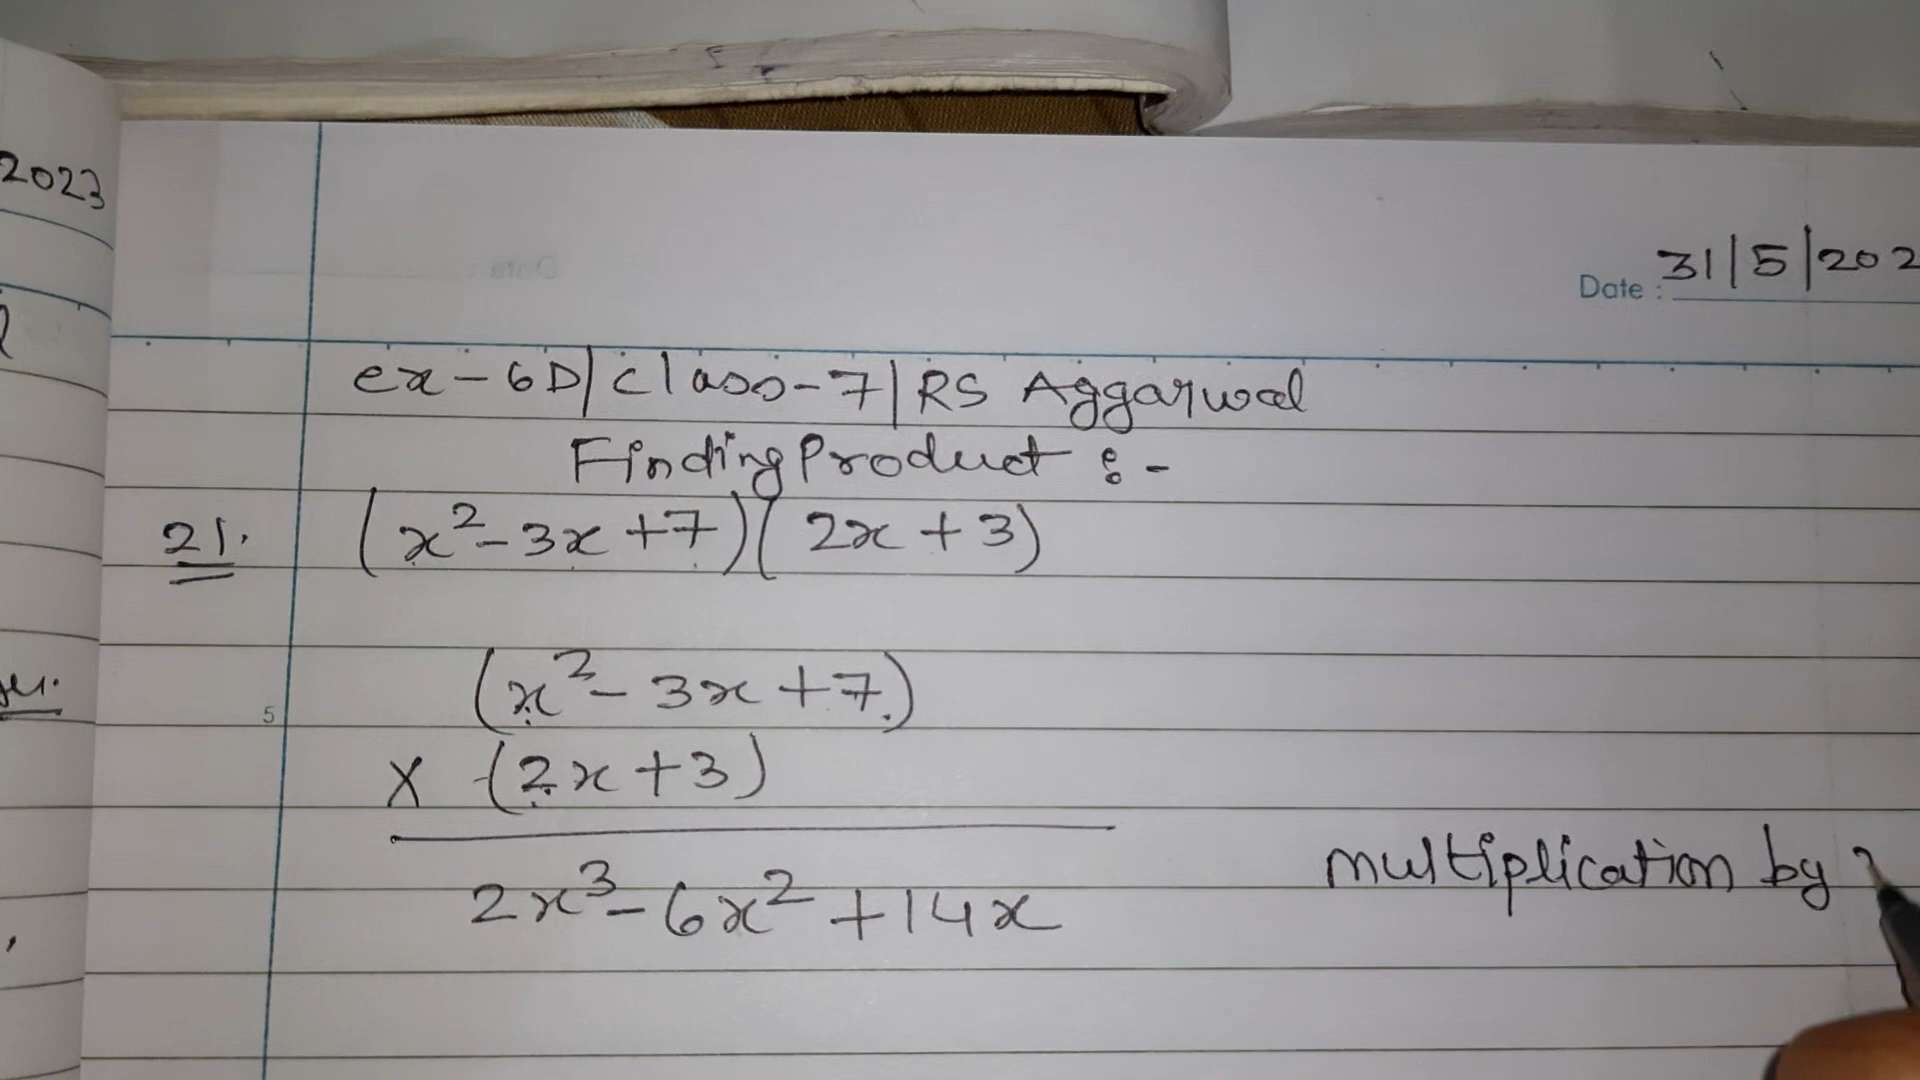 2023
Date : 31/5/202
ex-6D/class-7/RS Aggarwal
Finding Product :-
21. (x²-3x+7)(2x+3)
5 (x²-3x+7)
X (2x+3)
2x³-6x²+14x
multiplication by